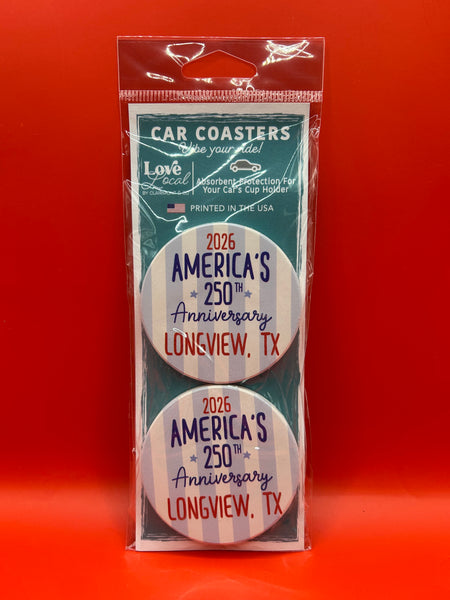 CAR COASTERS
Vibe your ride!
Love
Local
Absorbent Protection For
Your Car's Cup Holder
PRINTED IN THE USA
2026
AMERICA'S
250TH
Anniversary
LONGVIEW, TX
2026
AMERICA'S
250TH
Anniversary
LONGVIEW, TX